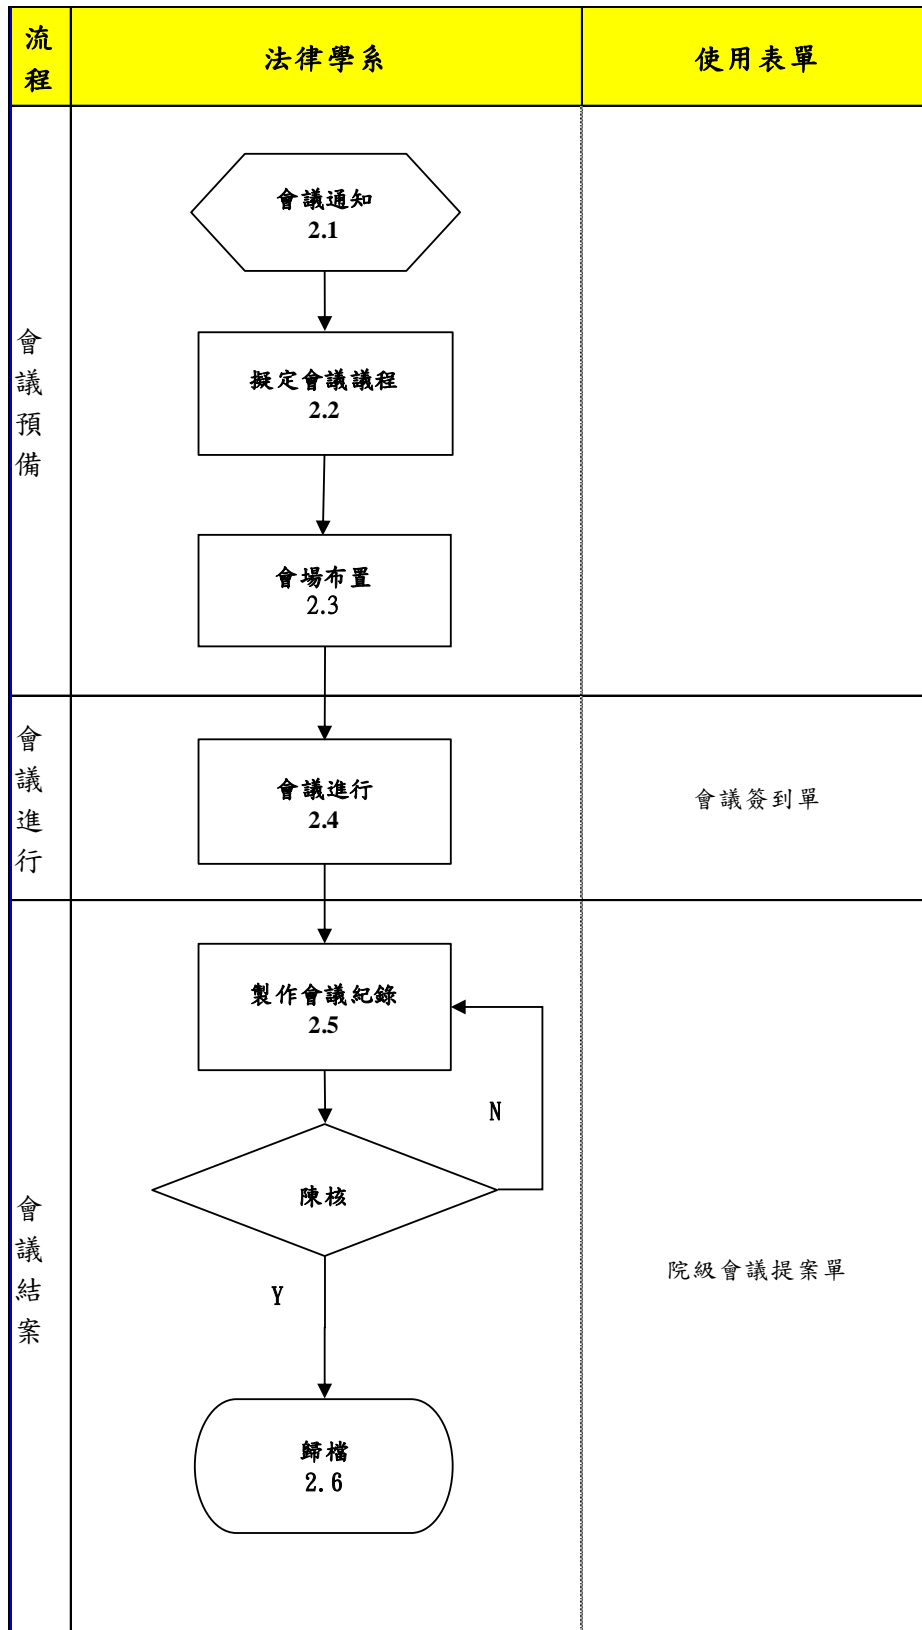 流
程
法律學系
使用表單
會
議
預
備
會議通知
2.1
擬定會議議程
2.2
會場布置
2.3
會
議
進
行
會議進行
2.4
會議簽到單
會
議
結
案
製作會議紀錄
2.5
N
陳核
Y
歸檔
2.6
院級會議提案單